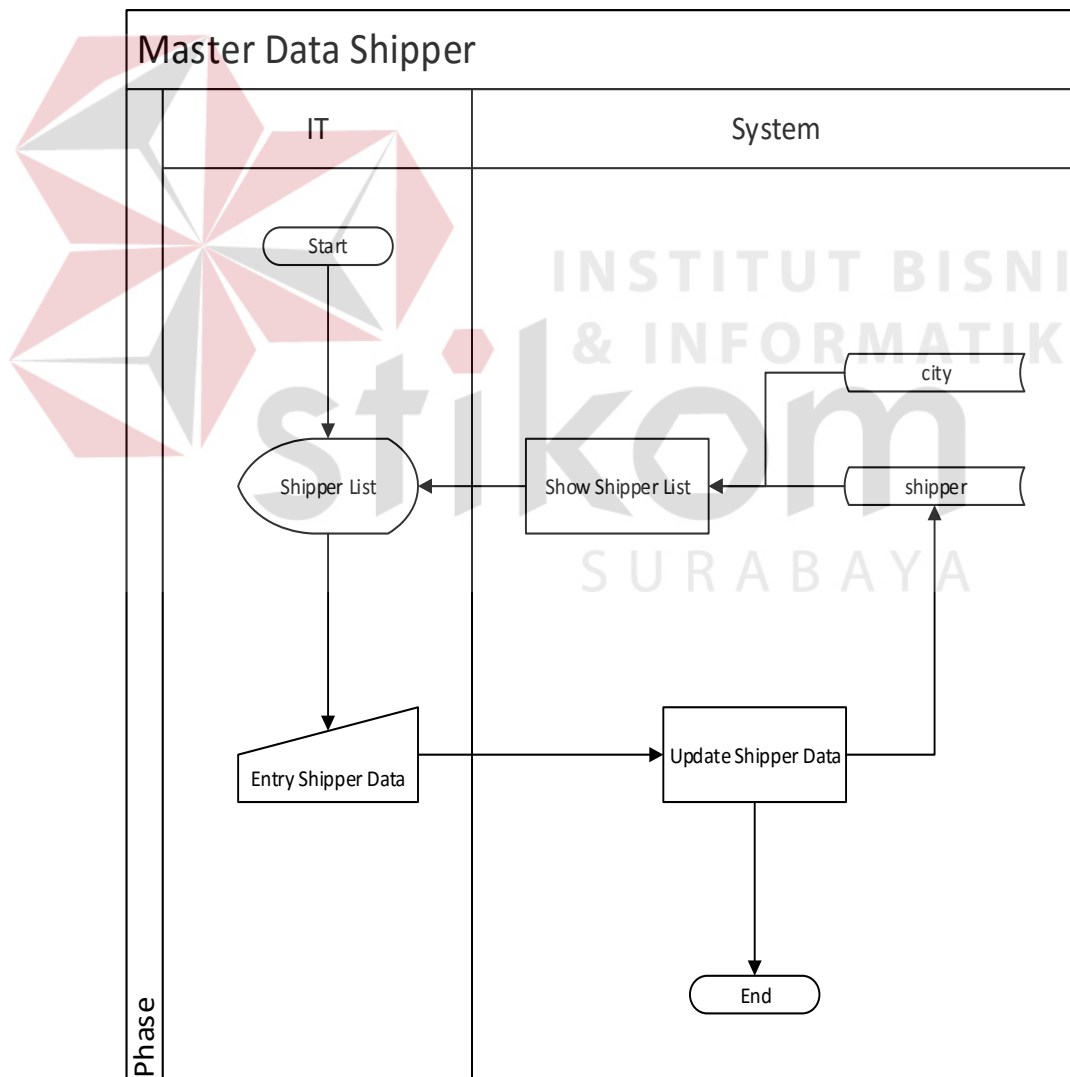 Master Data Shipper
IT
System
Start
INSTITUT BISNI
& INFORMATIK
stikom
SURABAYA
city
Shipper List
Show Shipper List
shipper
Entry Shipper Data
Update Shipper Data
End
Phase